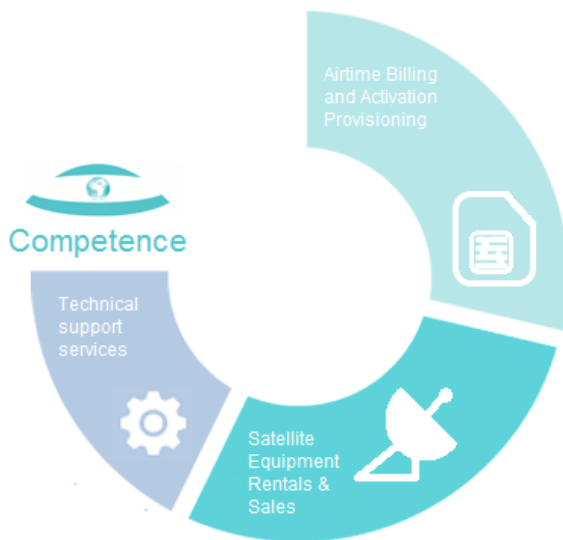 Airtime Billing
and Activation
Provisioning
Competence
Technical
support
services
Satellite
Equipment
Rentals &
Sales